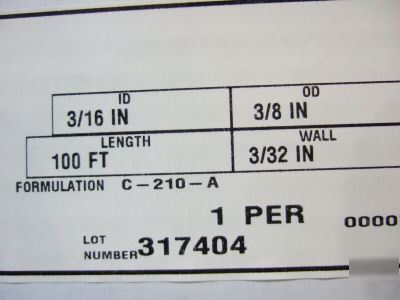 ID OD
3/16 IN 3/8 IN
LENGTH WALL
100 FT 3/32 IN
FORMULATION C-210-A
1 PER 0000
LOT
NUMBER 317404